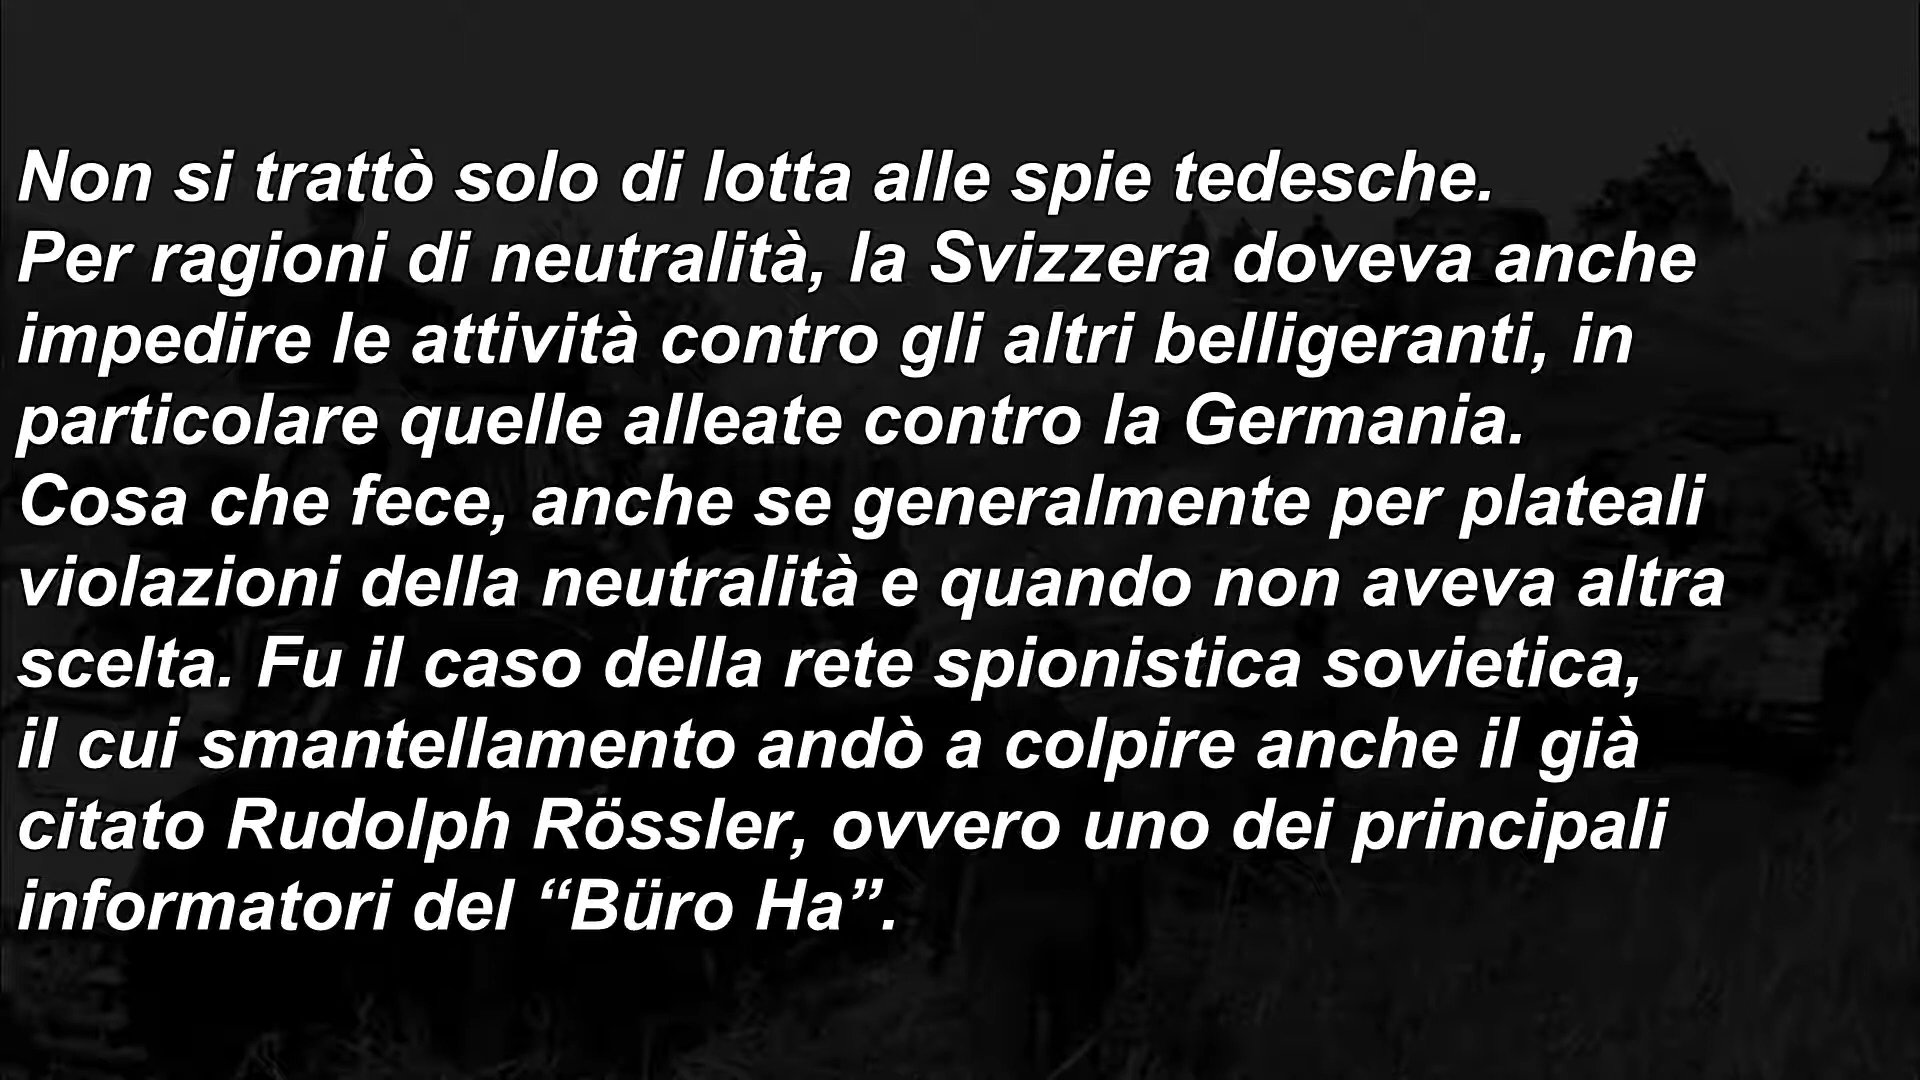 Non si trattò solo di lotta alle spie tedesche.
Per ragioni di neutralità, la Svizzera doveva anche
impedire le attività contro gli altri belligeranti, in
particolare quelle alleate contro la Germania.
Cosa che fece, anche se generalmente per plateali
violazioni della neutralità e quando non aveva altra
scelta. Fu il caso della rete spionistica sovietica,
il cui smantellamento andò a colpire anche il già
citato Rudolph Rössler, ovvero uno dei principali
informatori del “Büro Ha”.